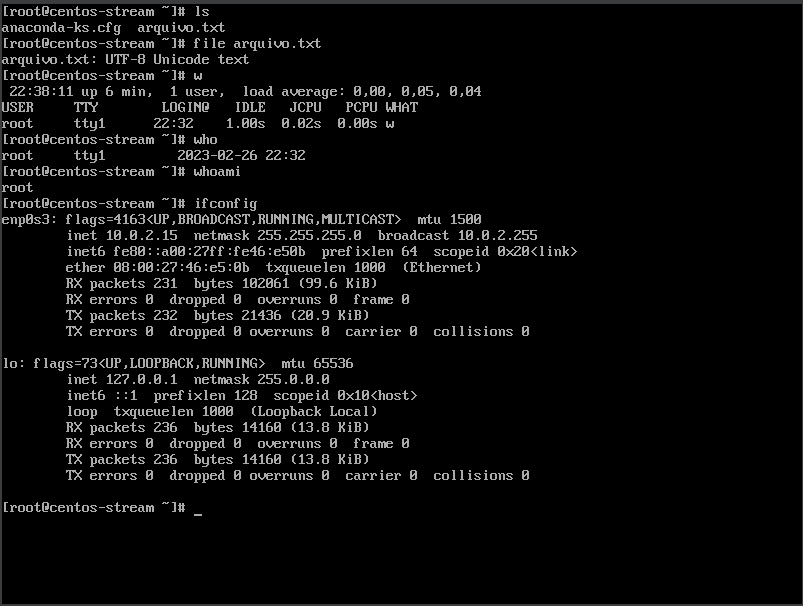 [root@centos-stream ~]# ls
anaconda-ks.cfg  arquivo.txt
[root@centos-stream ~]# file arquivo.txt
arquivo.txt: UTF-8 Unicode text
[root@centos-stream ~]# w
 22:38:11 up 6 min,  1 user,  load average: 0,00, 0,05, 0,04
USER     TTY        LOGIN@   IDLE   JCPU   PCPU WHAT
root     tty1      22:32    1.00s  0.02s  0.00s w
[root@centos-stream ~]# who
root     tty1         2023-02-26 22:32
[root@centos-stream ~]# whoami
root
[root@centos-stream ~]# ifconfig
enp0s3: flags=4163<UP,BROADCAST,RUNNING,MULTICAST>  mtu 1500
        inet 10.0.2.15  netmask 255.255.255.0  broadcast 10.0.2.255
        inet6 fe80::a00:27ff:fe46:e50b  prefixlen 64  scopeid 0x20<link>
        ether 08:00:27:46:e5:0b  txqueuelen 1000  (Ethernet)
        RX packets 231  bytes 102061 (99.6 KiB)
        RX errors 0  dropped 0  overruns 0  frame 0
        TX packets 232  bytes 21436 (20.9 KiB)
        TX errors 0  dropped 0 overruns 0  carrier 0  collisions 0

lo: flags=73<UP,LOOPBACK,RUNNING>  mtu 65536
        inet 127.0.0.1  netmask 255.0.0.0
        inet6 ::1  prefixlen 128  scopeid 0x10<host>
        loop  txqueuelen 1000  (Loopback Local)
        RX packets 236  bytes 14160 (13.8 KiB)
        RX errors 0  dropped 0  overruns 0  frame 0
        TX packets 236  bytes 14160 (13.8 KiB)
        TX errors 0  dropped 0 overruns 0  carrier 0  collisions 0

[root@centos-stream ~]# _